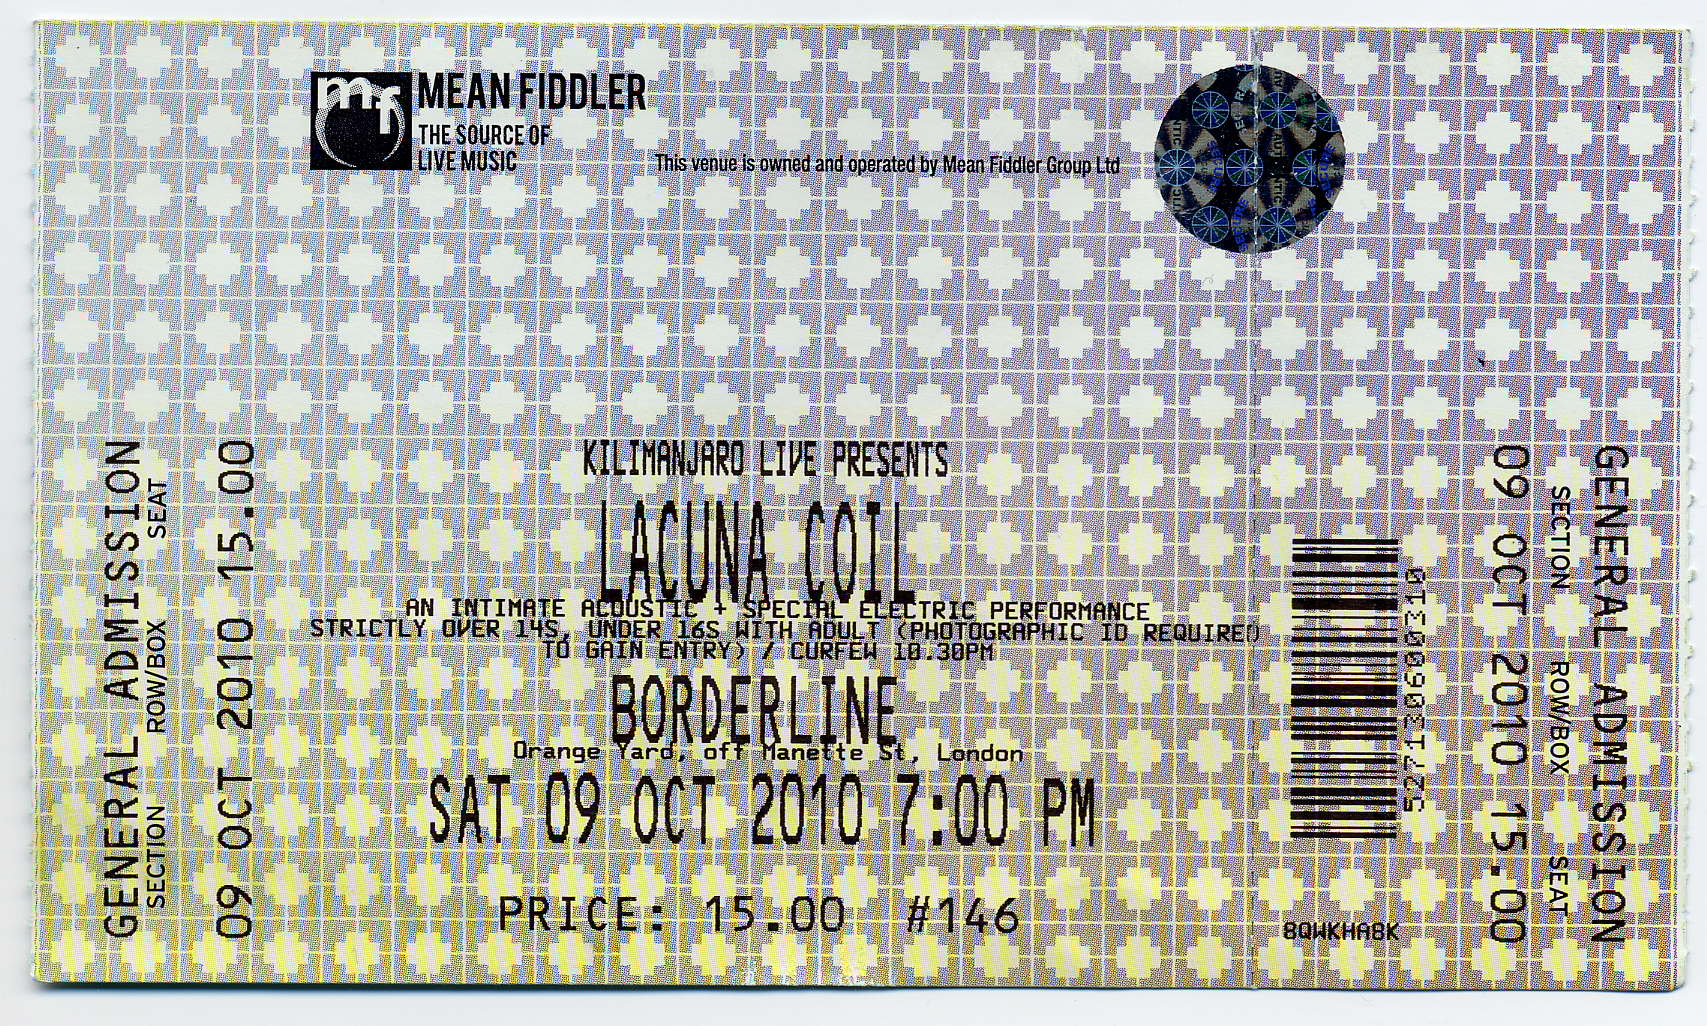 mf
MEAN FIDDLER
THE SOURCE OF
LIVE MUSIC
This venue is owned and operated by Mean Fiddler Group Ltd
GENERAL ADMISSION
SECTION ROW/BOX SEAT
09 OCT 2010 15.00
KILIMANJARO LIVE PRESENTS
LACUNA COIL
AN INTIMATE ACOUSTIC + SPECIAL ELECTRIC PERFORMANCE
STRICTLY OVER 14S, UNDER 16S WITH ADULT (PHOTOGRAPHIC ID REQUIRED
TO GAIN ENTRY) / CURFEW 10.30PM
BORDERLINE
Orange Yard, off Manette St, London
SAT 09 OCT 2010 7:00 PM
PRICE: 15.00 #146
527130600310
8QWKHA8K
GENERAL ADMISSION
SECTION ROW/BOX SEAT
09 OCT 2010 15.00